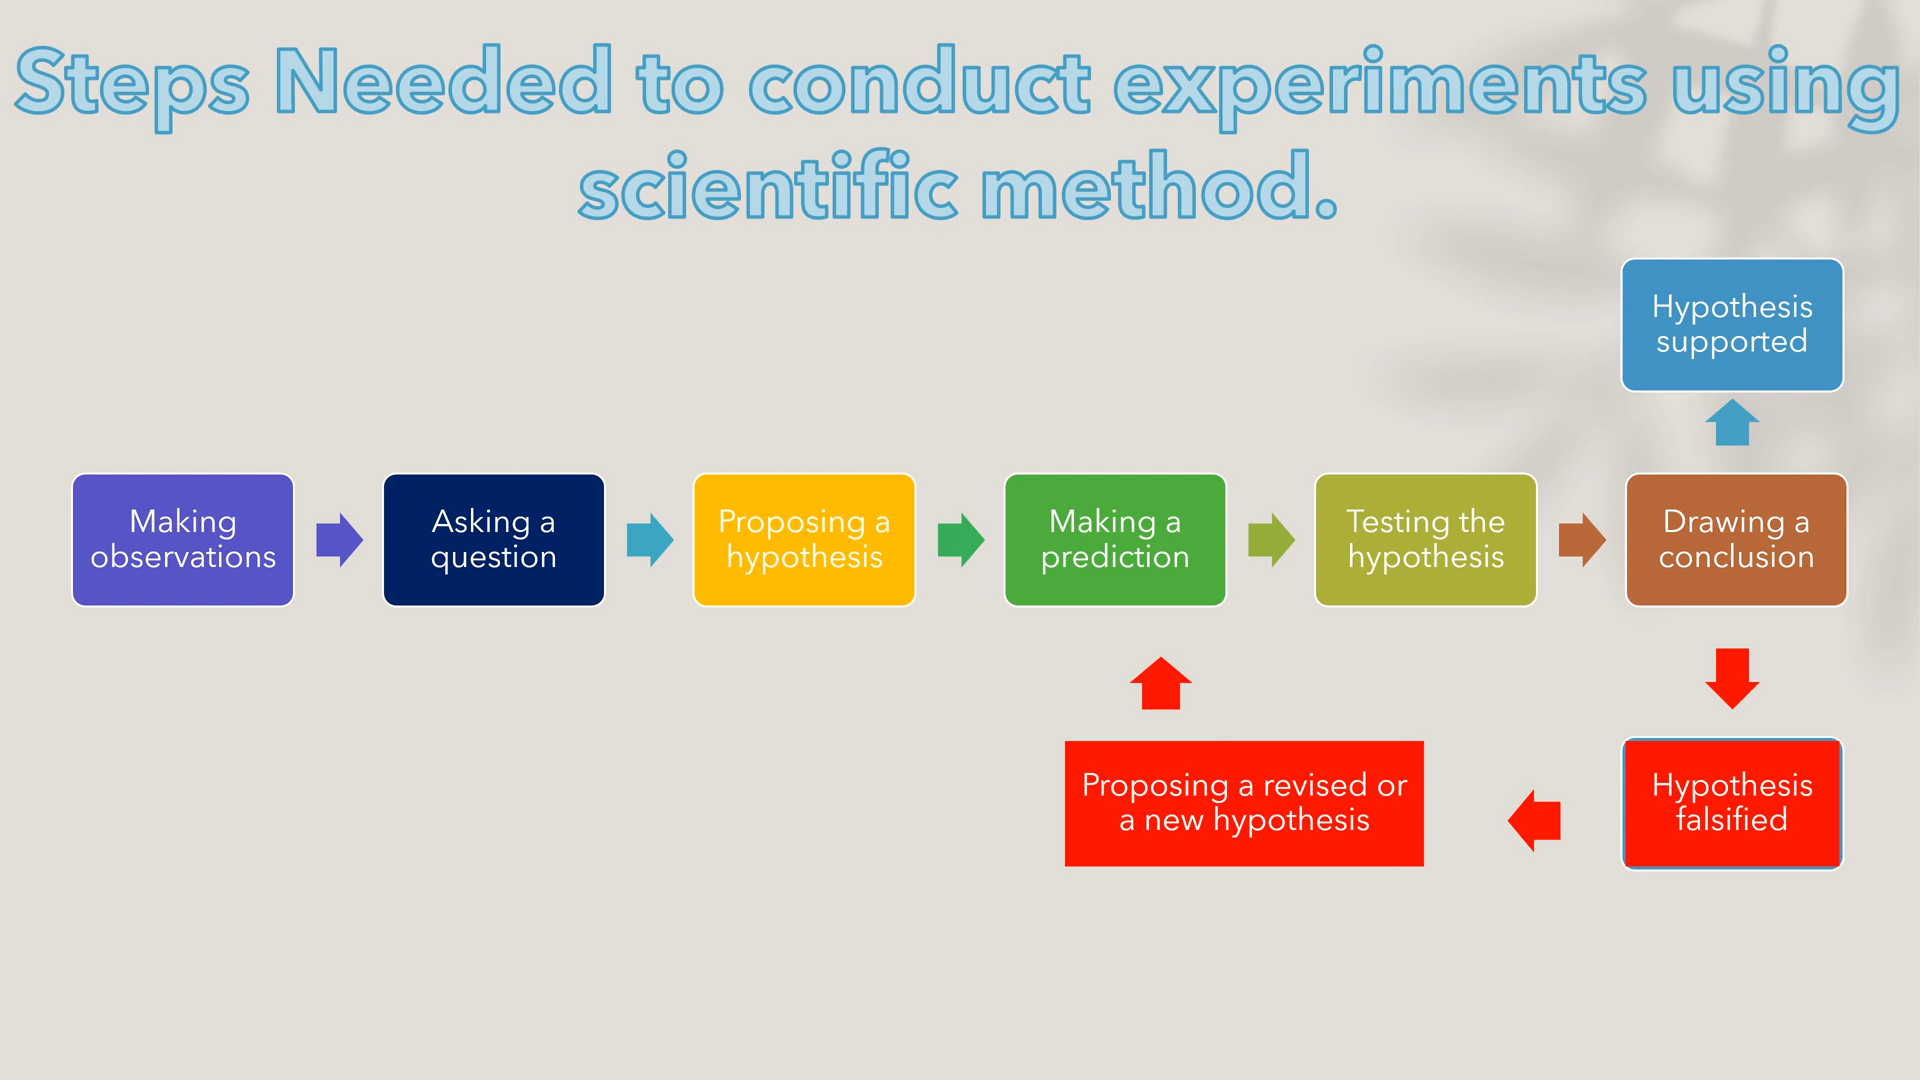 Steps Needed to conduct experiments using
scientific method.
Hypothesis
supported
Making
observations
Asking a
question
Proposing a
hypothesis
Making a
prediction
Testing the
hypothesis
Drawing a
conclusion
Proposing a revised or
a new hypothesis
Hypothesis
falsified